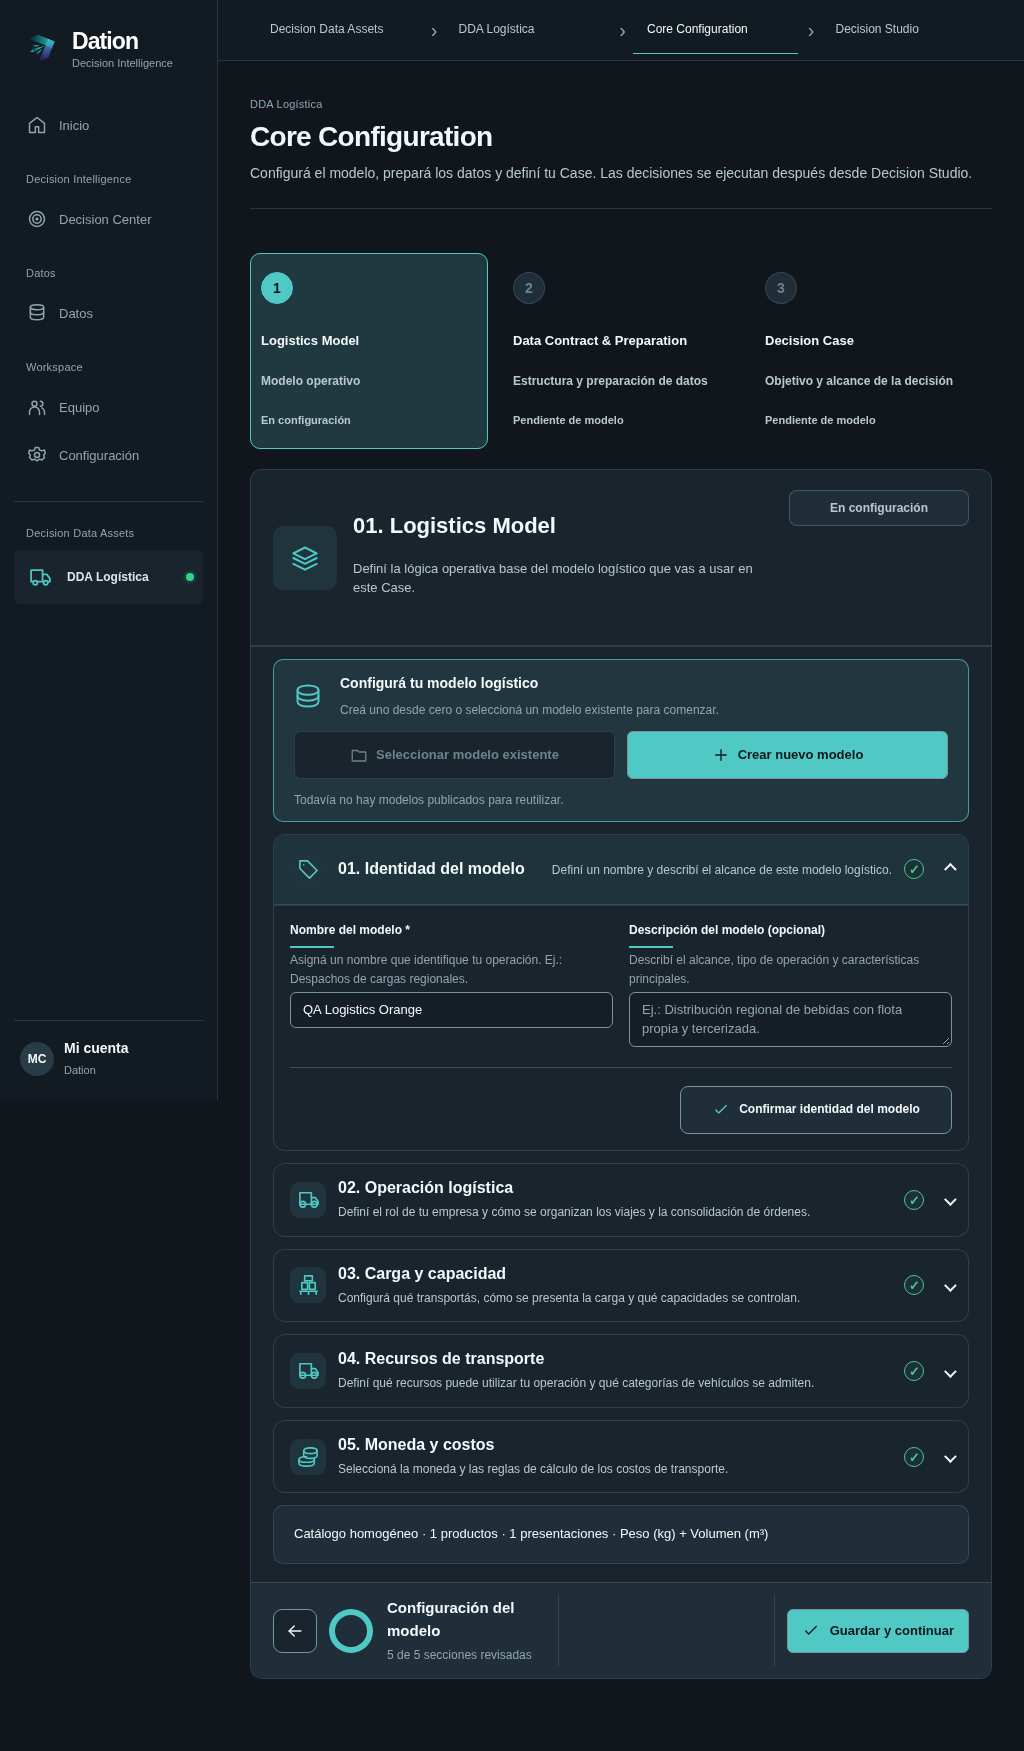 Dation
Decision Intelligence
Inicio
Decision Intelligence
Decision Center
Datos
Datos
Workspace
Equipo
Configuración
Decision Data Assets
DDA Logística
MC
Mi cuenta
Dation
Decision Data Assets
DDA Logística
Core Configuration
Decision Studio
DDA Logística
Core Configuration
Configurá el modelo, prepará los datos y definí tu Case. Las decisiones se ejecutan después desde Decision Studio.
1
Logistics Model
Modelo operativo
En configuración
2
Data Contract & Preparation
Estructura y preparación de datos
Pendiente de modelo
3
Decision Case
Objetivo y alcance de la decisión
Pendiente de modelo
En configuración
01. Logistics Model
Definí la lógica operativa base del modelo logístico que vas a usar en
este Case.
Configurá tu modelo logístico
Creá uno desde cero o seleccioná un modelo existente para comenzar.
Seleccionar modelo existente
Crear nuevo modelo
Todavía no hay modelos publicados para reutilizar.
01. Identidad del modelo
Definí un nombre y describí el alcance de este modelo logístico.
Nombre del modelo *
Asigná un nombre que identifique tu operación. Ej.:
Despachos de cargas regionales.
QA Logistics Orange
Descripción del modelo (opcional)
Describí el alcance, tipo de operación y características
principales.
Ej.: Distribución regional de bebidas con flota
propia y tercerizada.
Confirmar identidad del modelo
02. Operación logística
Definí el rol de tu empresa y cómo se organizan los viajes y la consolidación de órdenes.
03. Carga y capacidad
Configurá qué transportás, cómo se presenta la carga y qué capacidades se controlan.
04. Recursos de transporte
Definí qué recursos puede utilizar tu operación y qué categorías de vehículos se admiten.
05. Moneda y costos
Seleccioná la moneda y las reglas de cálculo de los costos de transporte.
Catálogo homogéneo · 1 productos · 1 presentaciones · Peso (kg) + Volumen (m³)
Configuración del
modelo
5 de 5 secciones revisadas
Guardar y continuar